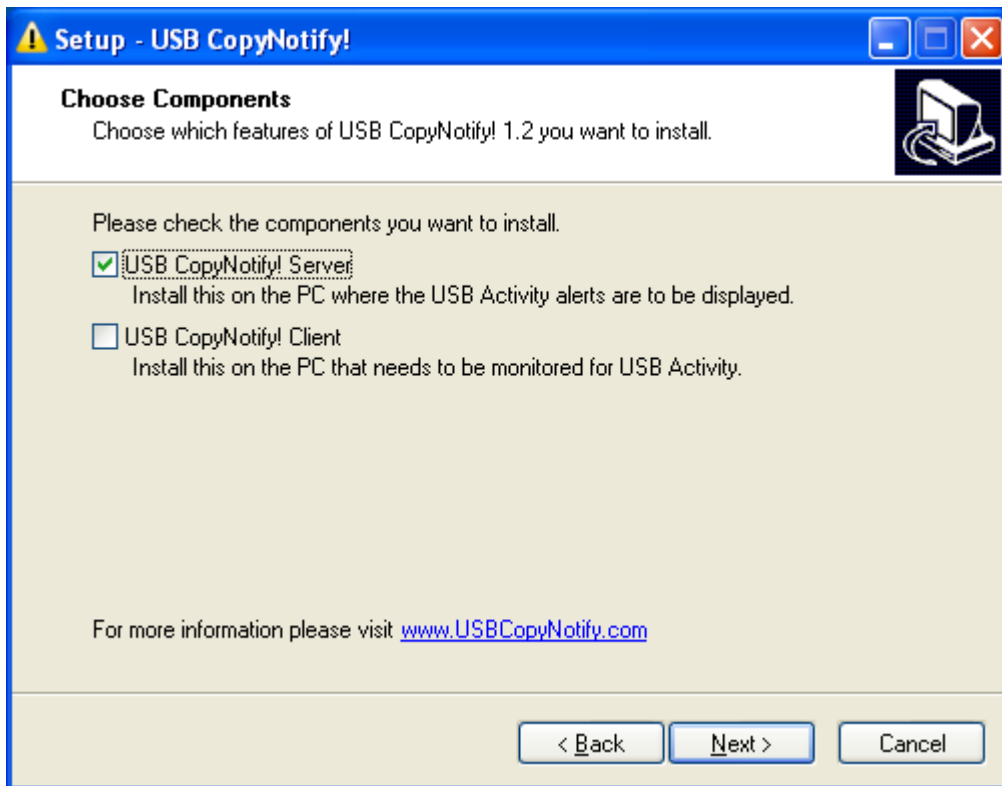 Setup - USB CopyNotify!
Choose Components
Choose which features of USB CopyNotify! 1.2 you want to install.
Please check the components you want to install.
USB CopyNotify! Server
Install this on the PC where the USB Activity alerts are to be displayed.
USB CopyNotify! Client
Install this on the PC that needs to be monitored for USB Activity.
For more information please visit www.USBCopyNotify.com
< Back Next > Cancel